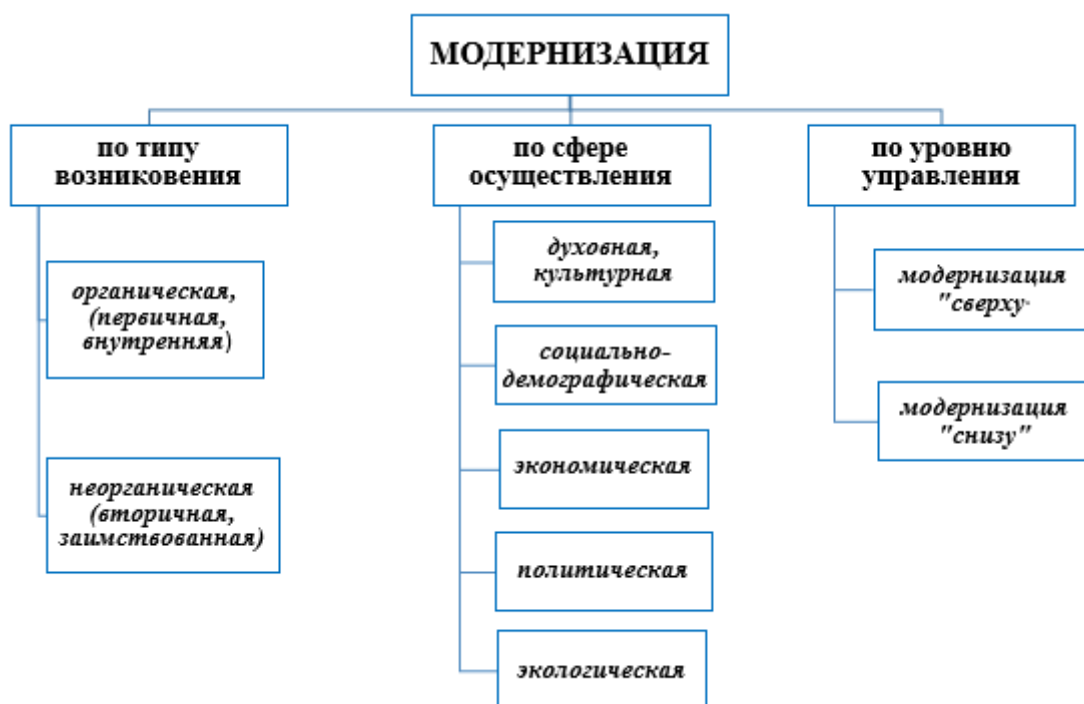 МОДЕРНИЗАЦИЯ
по типу
возниковения
органическая,
(первичная,
внутренняя)
неорганическая
(вторичная,
заимствованная)
по сфере
осуществления
духовная,
культурная
социально-
демографическая
экономическая
политическая
экологическая
по уровню
управления
модернизация
"сверху"
модернизация
"снизу"